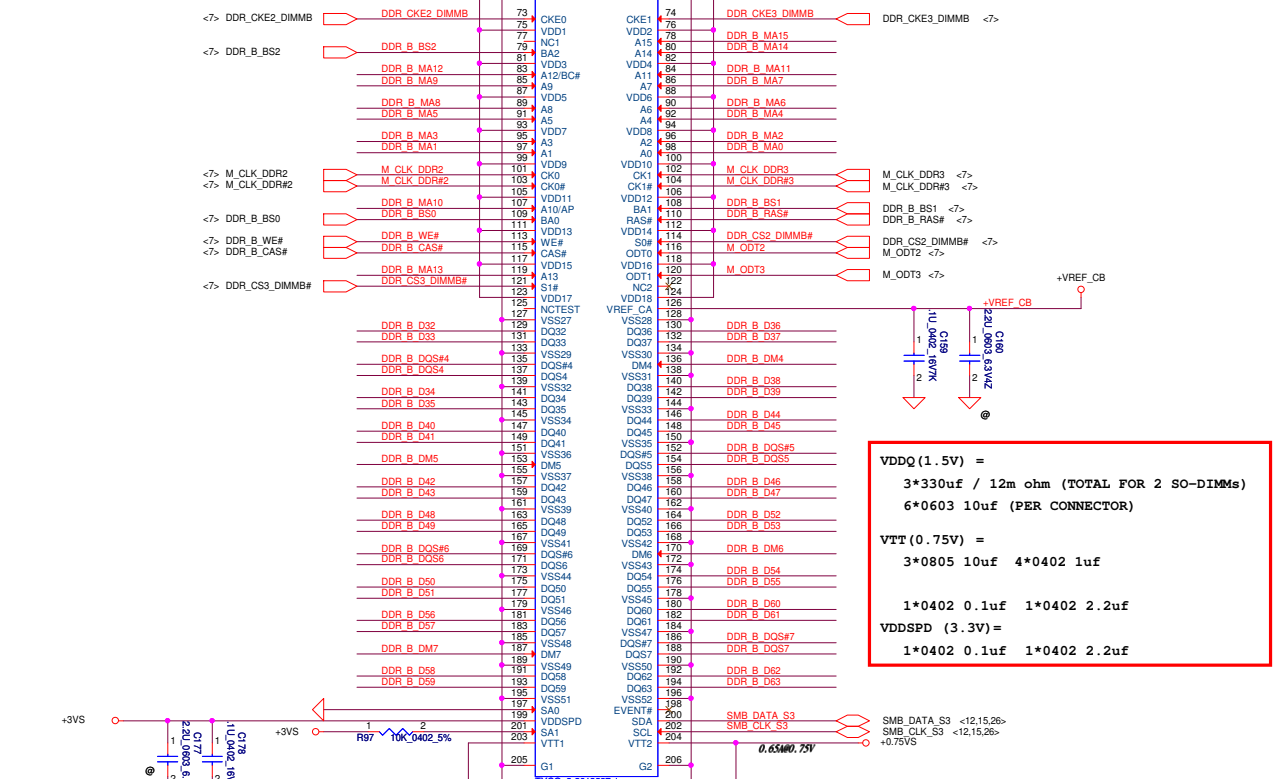 <7> DDR_CKE2_DIMMB DDR_CKE2_DIMMB 73 CKE0 CKE1 74 DDR_CKE3_DIMMB DDR_CKE3_DIMMB <7>
75 VDD1 VDD2 76
77 NC1 A15 78 DDR_B_MA15
<7> DDR_B_BS2 DDR_B_BS2 79 BA2 A14 80 DDR_B_MA14
81 VDD3 VDD4 82
DDR_B_MA12 83 A12/BC# A11 84 DDR_B_MA11
DDR_B_MA9 85 A9 A7 86 DDR_B_MA7
87 VDD5 VDD6 88
DDR_B_MA8 89 A8 A6 90 DDR_B_MA6
DDR_B_MA5 91 A5 A4 92 DDR_B_MA4
93 VDD7 VDD8 94
DDR_B_MA3 95 A3 A2 96 DDR_B_MA2
DDR_B_MA1 97 A1 A0 98 DDR_B_MA0
99 VDD9 VDD10 100
<7> M_CLK_DDR2 M_CLK_DDR2 101 CK0 CK1 102 M_CLK_DDR3 M_CLK_DDR3 <7>
<7> M_CLK_DDR#2 M_CLK_DDR#2 103 CK0# CK1# 104 M_CLK_DDR#3 M_CLK_DDR#3 <7>
105 VDD11 VDD12 106
DDR_B_MA10 107 A10/AP BA1 108 DDR_B_BS1 DDR_B_BS1 <7>
<7> DDR_B_BS0 DDR_B_BS0 109 BA0 RAS# 110 DDR_B_RAS# DDR_B_RAS# <7>
111 VDD13 VDD14 112
<7> DDR_B_WE# DDR_B_WE# 113 WE# S0# 114 DDR_CS2_DIMMB# DDR_CS2_DIMMB# <7>
<7> DDR_B_CAS# DDR_B_CAS# 115 CAS# ODT0 116 M_ODT2 M_ODT2 <7>
117 VDD15 VDD16 118
DDR_B_MA13 119 A13 ODT1 120 M_ODT3 M_ODT3 <7>
<7> DDR_CS3_DIMMB# DDR_CS3_DIMMB# 121 S1# NC2 122
+VREF_CB
123 VDD17 VDD18 124
125 NCTEST VREF_CA 126 +VREF_CB
127 VSS27 VSS28 128
DDR_B_D32 129 DQ32 DQ36 130 DDR_B_D36
DDR_B_D33 131 DQ33 DQ37 132 DDR_B_D37
133 VSS29 VSS30 134
DDR_B_DQS#4 135 DQS#4 DM4 136 DDR_B_DM4
DDR_B_DQS4 137 DQS4 VSS31 138
139 VSS32 DQ38 140 DDR_B_D38
DDR_B_D34 141 DQ34 DQ39 142 DDR_B_D39
DDR_B_D35 143 DQ35 VSS33 144
145 VSS34 DQ44 146 DDR_B_D44
DDR_B_D40 147 DQ40 DQ45 148 DDR_B_D45
DDR_B_D41 149 DQ41 VSS35 150
151 VSS36 DQS#5 152 DDR_B_DQS#5
DDR_B_DM5 153 DM5 DQS5 154 DDR_B_DQS5
155 VSS37 VSS38 156
DDR_B_D42 157 DQ42 DQ46 158 DDR_B_D46
DDR_B_D43 159 DQ43 DQ47 160 DDR_B_D47
161 VSS39 VSS40 162
DDR_B_D48 163 DQ48 DQ52 164 DDR_B_D52
DDR_B_D49 165 DQ49 DQ53 166 DDR_B_D53
167 VSS41 VSS42 168
DDR_B_DQS#6 169 DQS#6 DM6 170 DDR_B_DM6
DDR_B_DQS6 171 DQS6 VSS43 172
173 VSS44 DQ54 174 DDR_B_D54
DDR_B_D50 175 DQ50 DQ55 176 DDR_B_D55
DDR_B_D51 177 DQ51 VSS45 178
179 VSS46 DQ60 180 DDR_B_D60
DDR_B_D56 181 DQ56 DQ61 182 DDR_B_D61
DDR_B_D57 183 DQ57 VSS47 184
185 VSS48 DQS#7 186 DDR_B_DQS#7
DDR_B_DM7 187 DM7 DQS7 188 DDR_B_DQS7
189 VSS49 VSS50 190
DDR_B_D58 191 DQ58 DQ62 192 DDR_B_D62
DDR_B_D59 193 DQ59 DQ63 194 DDR_B_D63
195 VSS51 VSS52 196
197 SA0 EVENT# 198
+3VS 199 VDDSPD SDA 200 SMB_DATA_S3 SMB_DATA_S3 <12,15,26>
+3VS 1 2 201 SA1 SCL 202 SMB_CLK_S3 SMB_CLK_S3 <12,15,26>
R97 10K_0402_5%
203 VTT1 VTT2 204 +0.75VS
0.65A@0.75V
205 G1 G2 206
C159
.1U_0402_16V7K
1
2
C160
2.2U_0603_6.3V4Z
1
2
@
VDDQ(1.5V) =
3*330uf / 12m ohm (TOTAL FOR 2 SO-DIMMs)
6*0603 10uf (PER CONNECTOR)
VTT(0.75V) =
3*0805 10uf 4*0402 1uf
1*0402 0.1uf 1*0402 2.2uf
VDDSPD (3.3V)=
1*0402 0.1uf 1*0402 2.2uf
C177
1
@
C178
1